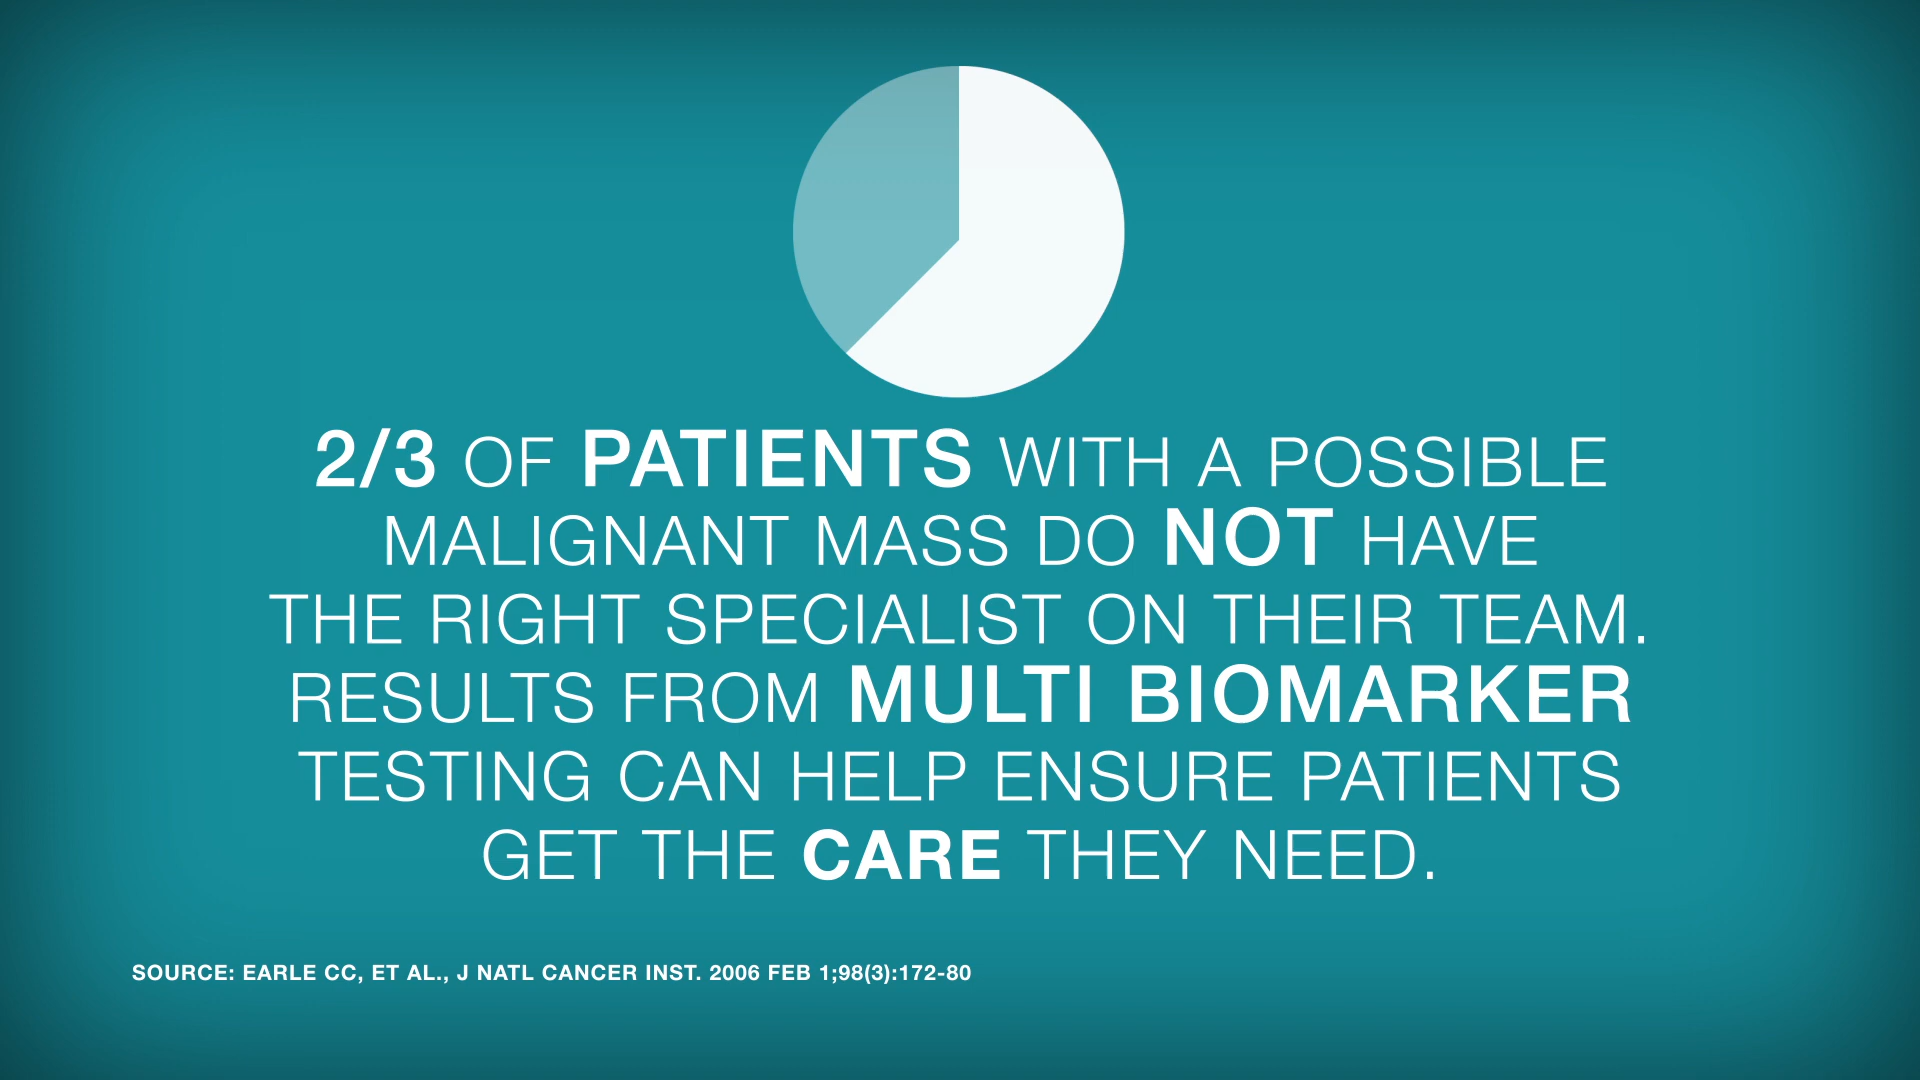 2/3 OF PATIENTS WITH A POSSIBLE
MALIGNANT MASS DO NOT HAVE
THE RIGHT SPECIALIST ON THEIR TEAM.
RESULTS FROM MULTI BIOMARKER
TESTING CAN HELP ENSURE PATIENTS
GET THE CARE THEY NEED.
SOURCE: EARLE CC, ET AL., J NATL CANCER INST. 2006 FEB 1;98(3):172-80